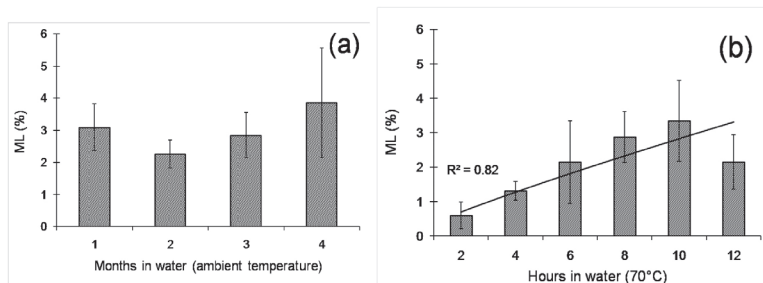 (a)
6
5
4
3
2
1
0
ML (%)
1 2 3 4
Months in water (ambient temperature)
(b)
6
5
4
3
2
1
0
ML (%)
R² = 0.82
2 4 6 8 10 12
Hours in water (70°C)